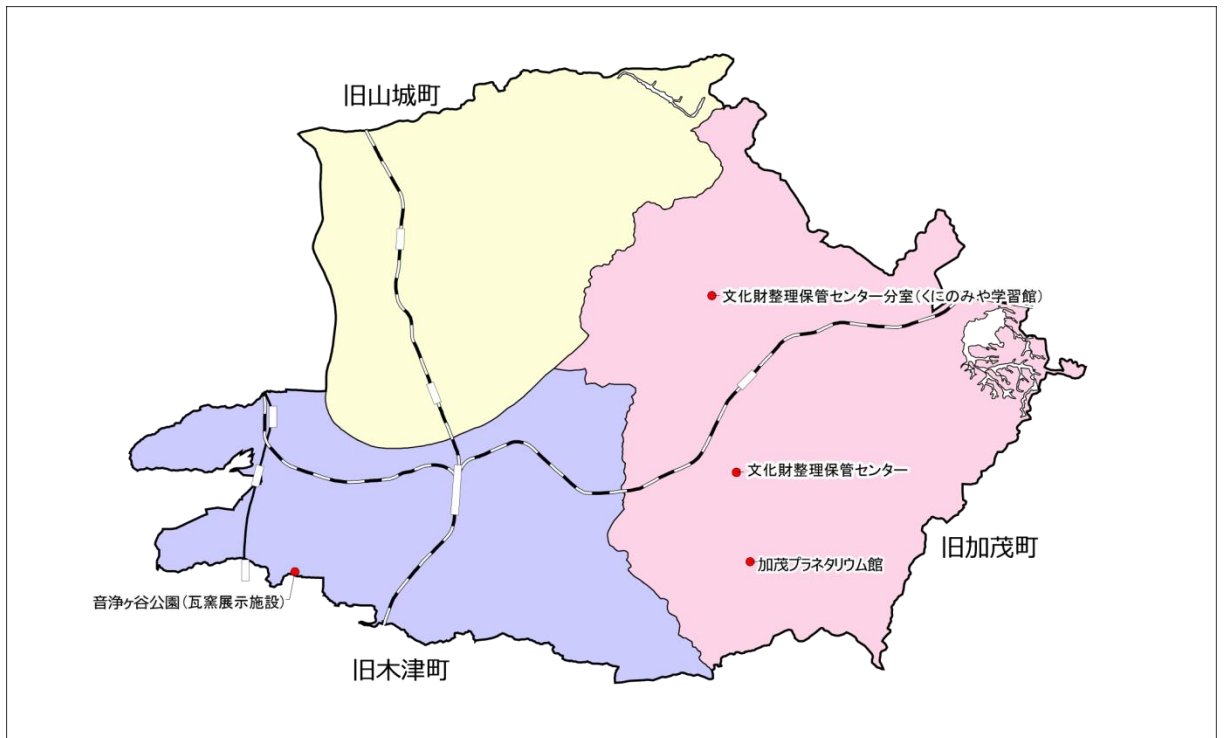 旧山城町
文化財整理保管センター分室(くにのみや学習館)
文化財整理保管センター
旧加茂町
加茂プラネタリウム館
音浄ヶ谷公園(瓦窯展示施設)
旧木津町